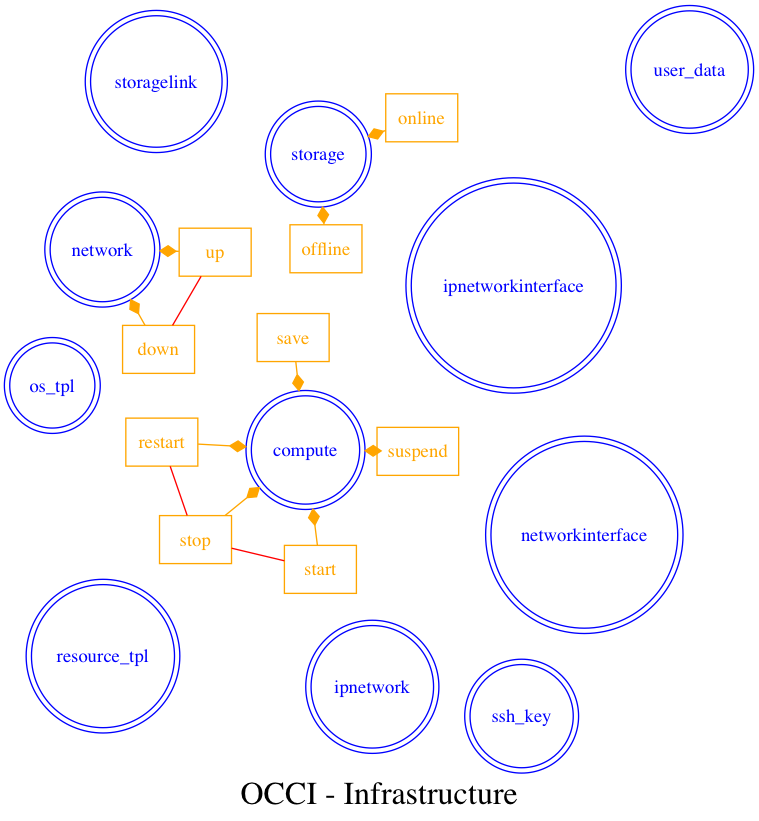 storagelink
user_data
online
storage
network
up
offline
ipnetworkinterface
save
down
os_tpl
restart
compute
suspend
stop
networkinterface
start
resource_tpl
ipnetwork
ssh_key
OCCI - Infrastructure